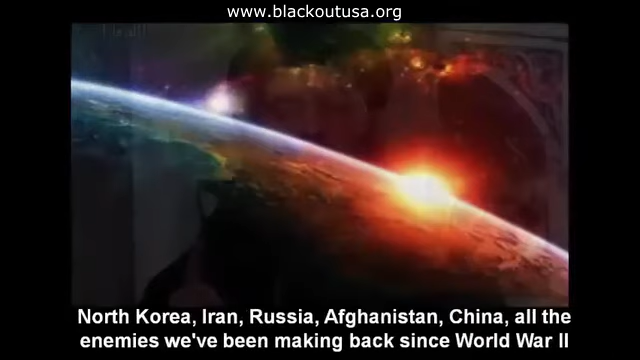 www.blackoutusa.org
North Korea, Iran, Russia, Afghanistan, China, all the
enemies we've been making back since World War II